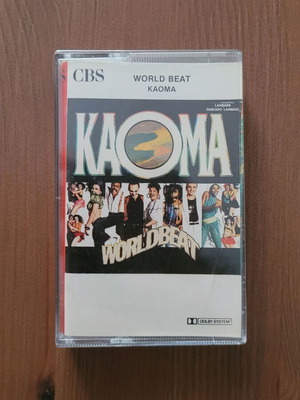 CBS
WORLD BEAT
KAOMA
LAMBADA
KAOMA
WORLDBEAT
DOLBY SYSTEM